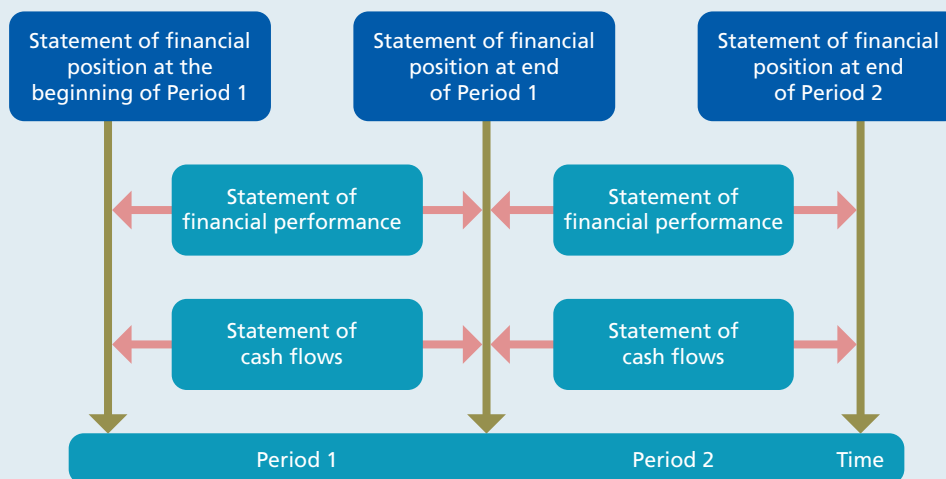 Statement of financial
position at the
beginning of Period 1
Statement of financial
position at end
of Period 1
Statement of financial
position at end
of Period 2
Statement of
financial performance
Statement of
financial performance
Statement of
cash flows
Statement of
cash flows
Period 1
Period 2
Time